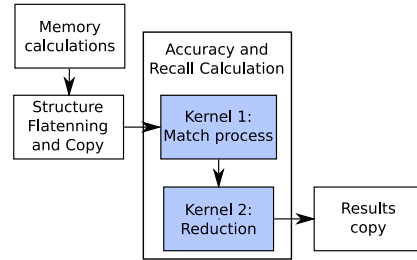 Memory
calculations
Structure
Flatenning
and Copy
Accuracy and
Recall Calculation
Kernel 1:
Match process
Kernel 2:
Reduction
Results
copy